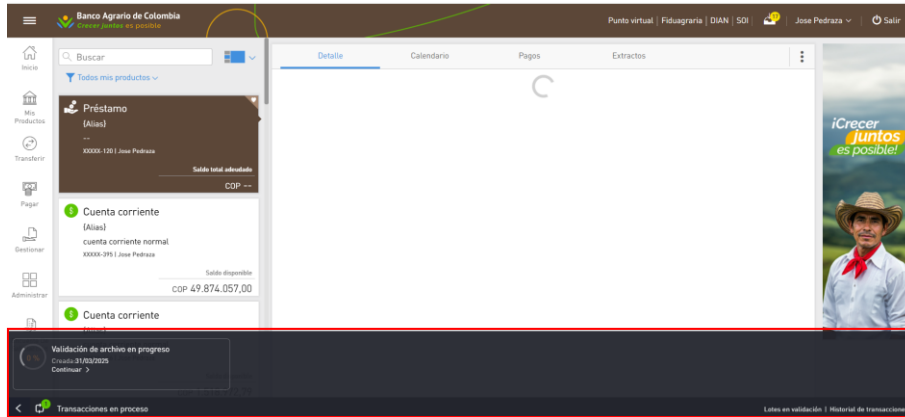 Banco Agrario de Colombia
Crecer juntos es posible
Punto virtual | Fiduagraria | DIAN | SOI |
Jose Pedraza
Salir
Inicio
Mis
Productos
Transferir
Pagar
Gestionar
Administrar
Buscar
Todos mis productos
Préstamo
(Alias)
--
XXXXX-120 | Jose Pedraza
Saldo total adeudado
COP --
Cuenta corriente
(Alias)
cuenta corriente normal
XXXXX-395 | Jose Pedraza
Saldo disponible
COP 49.874.057,00
Cuenta corriente
Detalle
Calendario
Pagos
Extractos
¡Crecer
juntos
es posible!
Validación de archivo en progreso
Creada:31/03/2025
Continuar >
Transacciones en proceso
Lotes en validación | Historial de transaccione